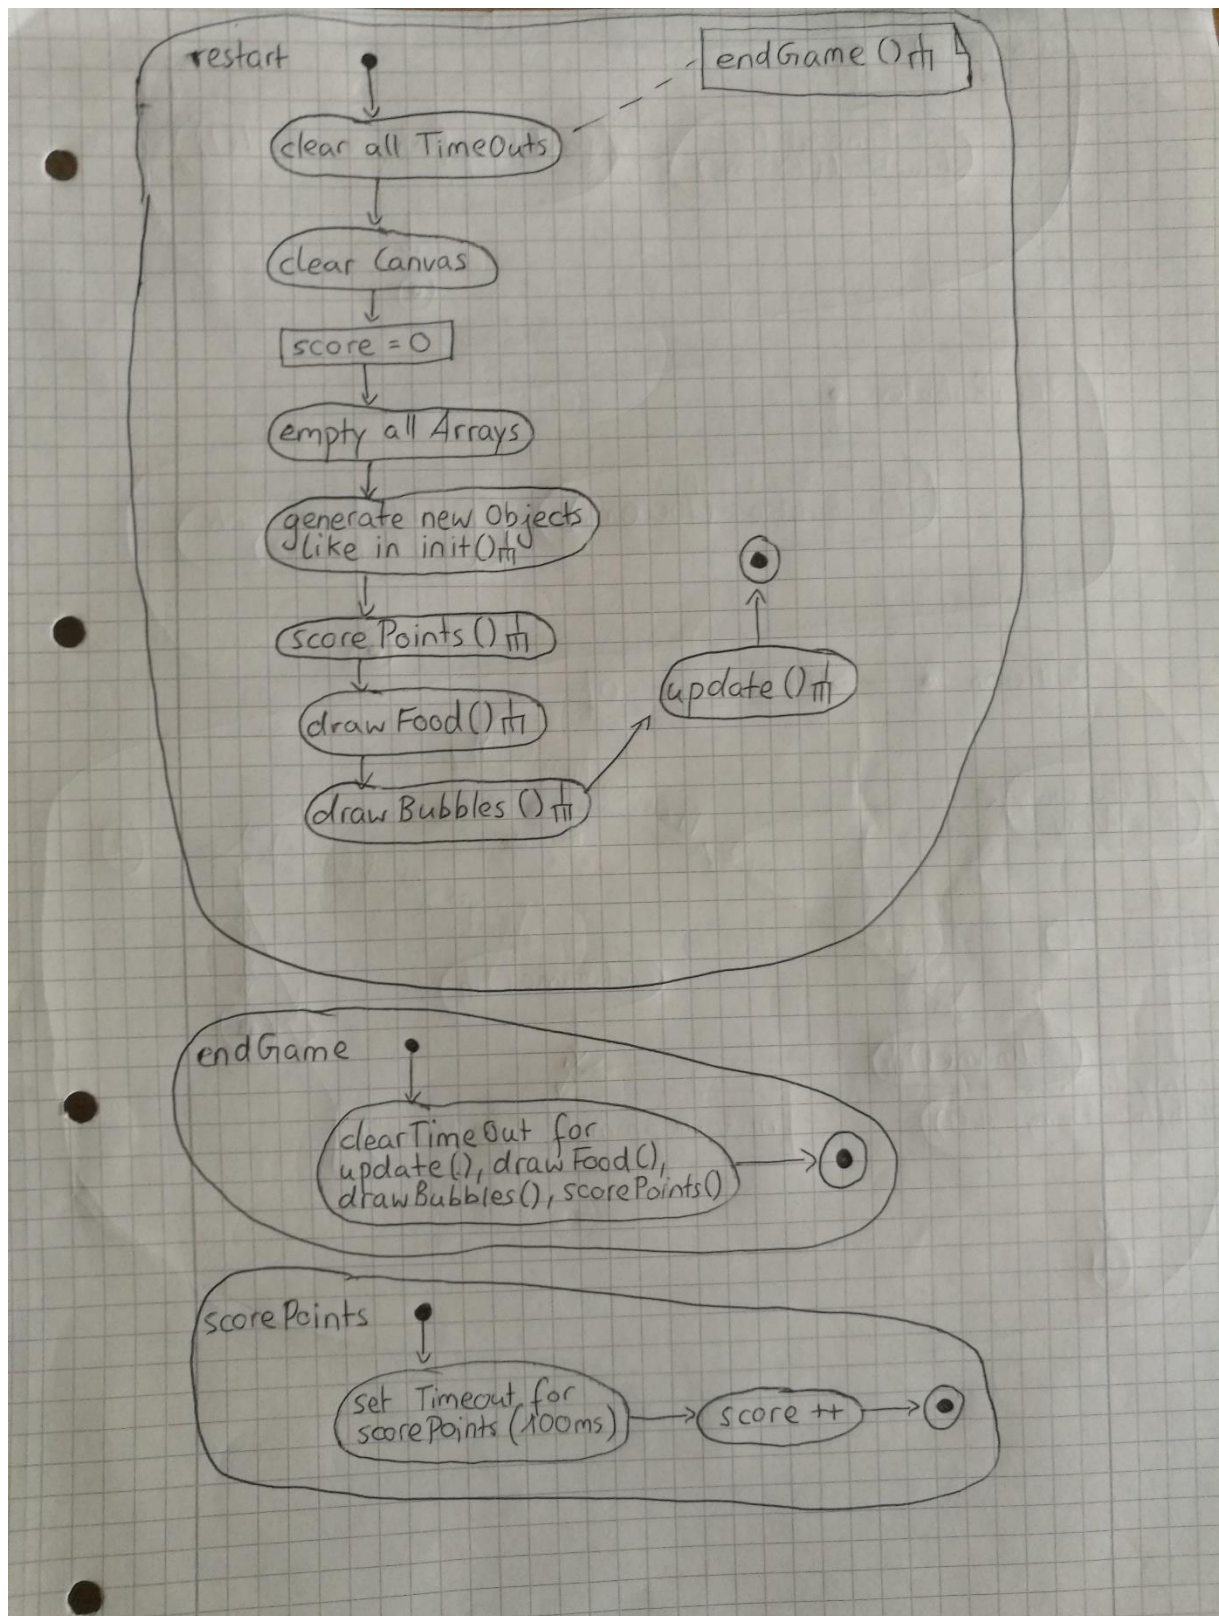 restart
endGame()
clear all TimeOuts
clear Canvas
score = 0
empty all Arrays
generate new Objects
like in init()
scorePoints()
drawFood()
drawBubbles()
update()
endGame
clearTimeOut for
update(), drawFood(),
drawBubbles(), scorePoints()
scorePoints
set Timeout for
scorePoints (100ms)
score ++